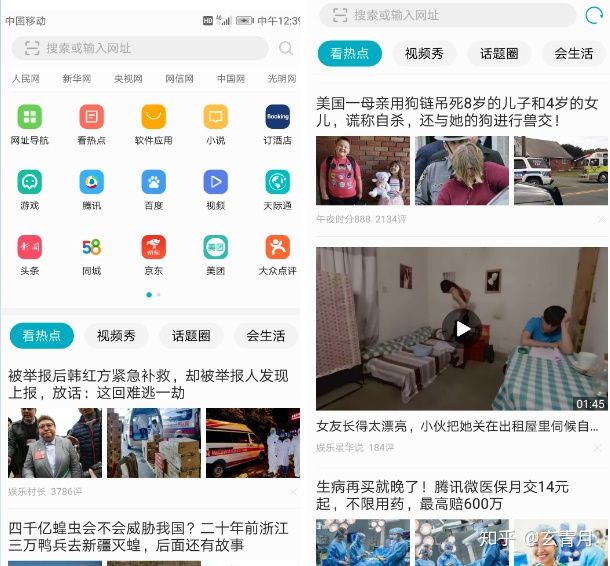 中国移动
HD 4G 中午12:39
搜索或输入网址
人民网 新华网 央视网 网信网 中国网 光明网
Booking
网址导航 看热点 软件应用 小说 订酒店
游戏 腾讯 百度 视频 天际通
58
JD.COM
美团
头条 同城 京东 美团 大众点评
看热点 视频秀 话题圈 会生活
被举报后韩红方紧急补救，却被举报人发现
上报，放话：这回难逃一劫
娱乐村长 3786评
四千亿蝗虫会不会威胁我国？二十年前浙江
三万鸭兵去新疆灭蝗，后面还有故事
搜索或输入网址
看热点 视频秀 话题圈 会生活
美国一母亲用狗链吊死8岁的儿子和4岁的女
儿，谎称自杀，还与她的狗进行兽交！
午夜时分888 2134评
01:45
女友长得太漂亮，小伙把她关在出租屋里伺候自...
娱乐星华说 184评
生病再买就晚了！腾讯微医保月交14元
起，不限用药，最高赔600万
知乎 @玄青月